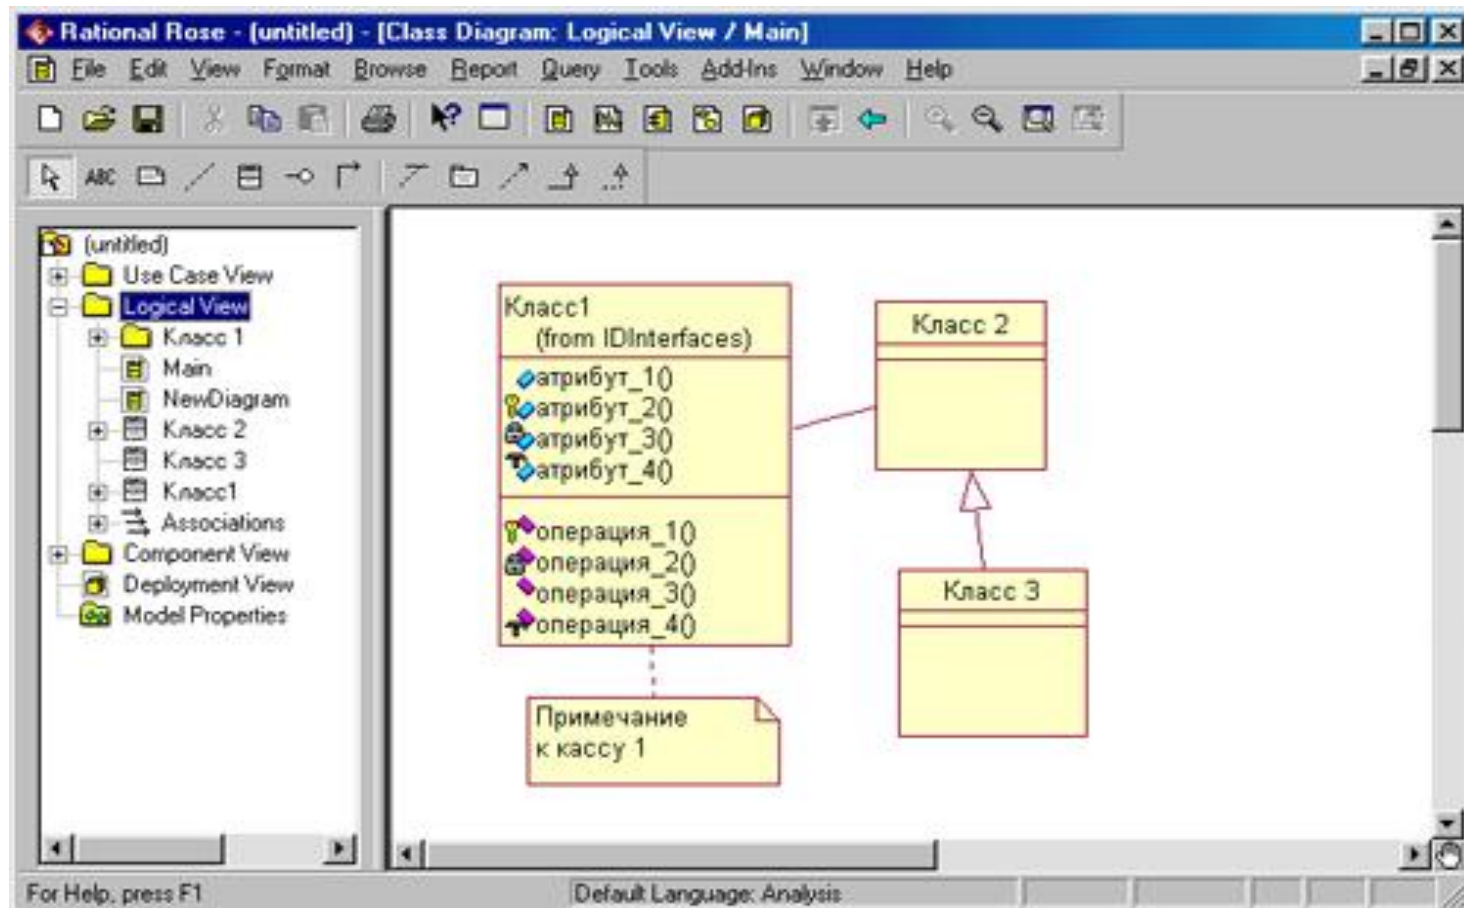 Rational Rose - (untitled) - [Class Diagram: Logical View / Main]
File Edit View Format Browse Report Query Tools Add-Ins Window Help
ABC
(untitled)
Use Case View
Logical View
Класс 1
Main
NewDiagram
Класс 2
Класс 3
Класс1
Associations
Component View
Deployment View
Model Properties
Класс1
(from IDInterfaces)
атрибут_1()
атрибут_2()
атрибут_3()
атрибут_4()
операция_1()
операция_2()
операция_3()
операция_4()
Примечание
к кассу 1
Класс 2
Класс 3
For Help, press F1
Default Language: Analysis